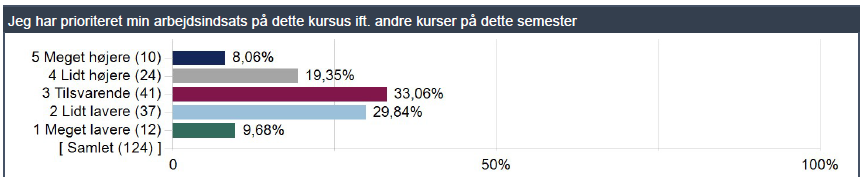 Jeg har prioriteret min arbejdsindsats på dette kursus ift. andre kurser på dette semester
5 Meget højere (10) 8,06%
4 Lidt højere (24) 19,35%
3 Tilsvarende (41) 33,06%
2 Lidt lavere (37) 29,84%
1 Meget lavere (12) 9,68%
[ Samlet (124) ]
0 50% 100%